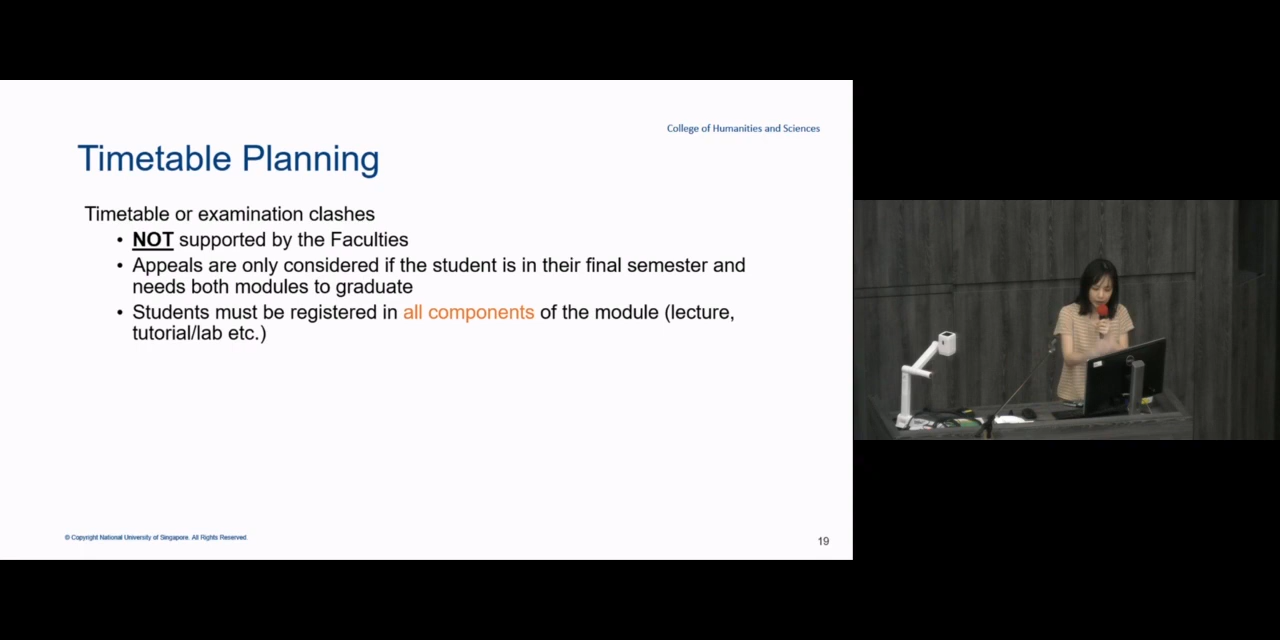 College of Humanities and Sciences
Timetable Planning
Timetable or examination clashes
• NOT supported by the Faculties
• Appeals are only considered if the student is in their final semester and
needs both modules to graduate
• Students must be registered in all components of the module (lecture,
tutorial/lab etc.)
© Copyright National University of Singapore. All Rights Reserved.
19